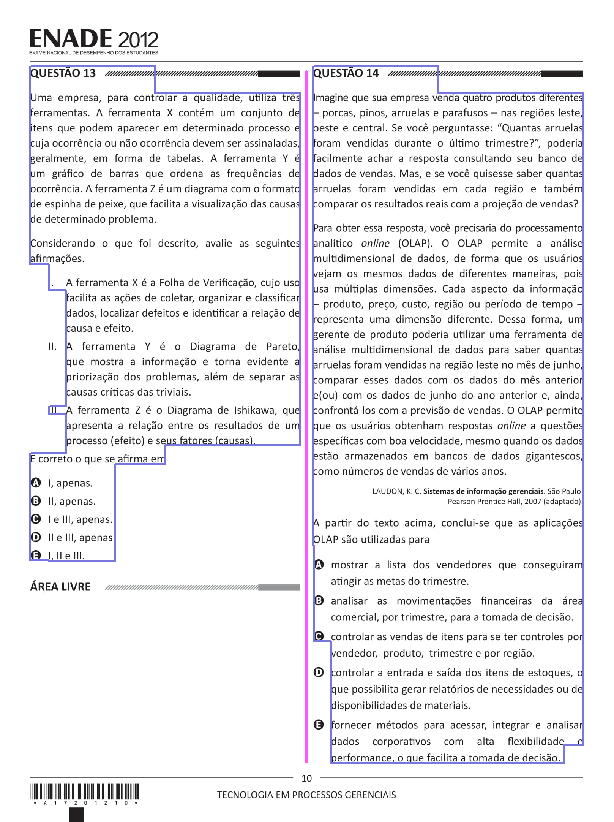 ENADE 2012
EXAME NACIONAL DE DESEMPENHO DOS ESTUDANTES
QUESTÃO 13
Uma empresa, para controlar a qualidade, utiliza três
ferramentas. A ferramenta X contém um conjunto de
itens que podem aparecer em determinado processo e
cuja ocorrência ou não ocorrência devem ser assinaladas,
geralmente, em forma de tabelas. A ferramenta Y é
um gráfico de barras que ordena as frequências de
ocorrência. A ferramenta Z é um diagrama com o formato
de espinha de peixe, que facilita a visualização das causas
de determinado problema.
Considerando o que foi descrito, avalie as seguintes
afirmações.
I. A ferramenta X é a Folha de Verificação, cujo uso
facilita as ações de coletar, organizar e classificar
dados, localizar defeitos e identificar a relação de
causa e efeito.
II. A ferramenta Y é o Diagrama de Pareto,
que mostra a informação e torna evidente a
priorização dos problemas, além de separar as
causas críticas das triviais.
III. A ferramenta Z é o Diagrama de Ishikawa, que
apresenta a relação entre os resultados de um
processo (efeito) e seus fatores (causas).
É correto o que se afirma em
A I, apenas.
B II, apenas.
C I e III, apenas.
D II e III, apenas
E I, II e III.
ÁREA LIVRE
QUESTÃO 14
Imagine que sua empresa venda quatro produtos diferentes
– porcas, pinos, arruelas e parafusos – nas regiões leste,
oeste e central. Se você perguntasse: “Quantas arruelas
foram vendidas durante o último trimestre?”, poderia
facilmente achar a resposta consultando seu banco de
dados de vendas. Mas, e se você quisesse saber quantas
arruelas foram vendidas em cada região e também
comparar os resultados reais com a projeção de vendas?
Para obter essa resposta, você precisaria do processamento
analítico online (OLAP). O OLAP permite a análise
multidimensional de dados, de forma que os usuários
vejam os mesmos dados de diferentes maneiras, pois
usa múltiplas dimensões. Cada aspecto da informação
– produto, preço, custo, região ou período de tempo –
representa uma dimensão diferente. Dessa forma, um
gerente de produto poderia utilizar uma ferramenta de
análise multidimensional de dados para saber quantas
arruelas foram vendidas na região leste no mês de junho,
comparar esses dados com os dados do mês anterior
e(ou) com os dados de junho do ano anterior e, ainda,
confrontá los com a previsão de vendas. O OLAP permite
que os usuários obtenham respostas online a questões
específicas com boa velocidade, mesmo quando os dados
estão armazenados em bancos de dados gigantescos,
como números de vendas de vários anos.
LAUDON, K. C. Sistemas de informação gerenciais. São Paulo
Pearson Prentice Hall, 2007 (adaptado)
A partir do texto acima, conclui-se que as aplicações
OLAP são utilizadas para
A mostrar a lista dos vendedores que conseguiram
atingir as metas do trimestre.
B analisar as movimentações financeiras da área
comercial, por trimestre, para a tomada de decisão.
C controlar as vendas de itens para se ter controles por
vendedor, produto, trimestre e por região.
D controlar a entrada e saída dos itens de estoques, o
que possibilita gerar relatórios de necessidades ou de
disponibilidades de materiais.
E fornecer métodos para acessar, integrar e analisar
dados corporativos com alta flexibilidade e
performance, o que facilita a tomada de decisão.
10
TECNOLOGIA EM PROCESSOS GERENCIAIS
* A 1 7 2 0 1 2 1 0 *